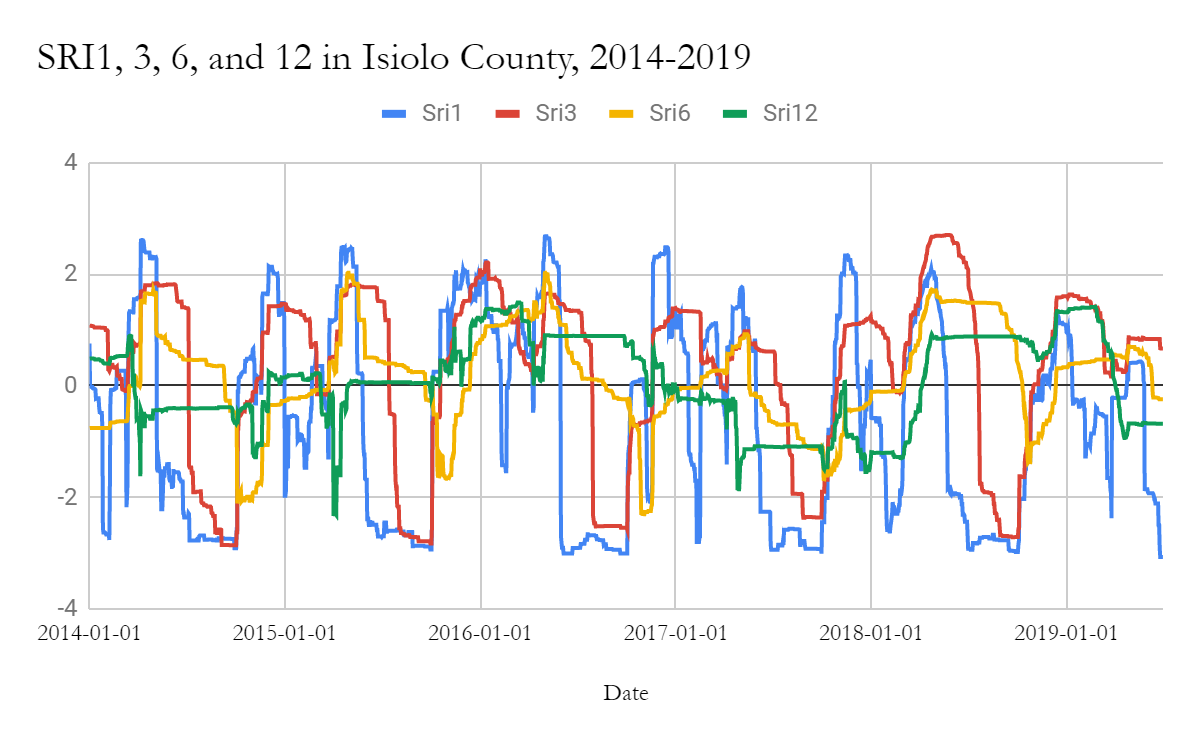 SRI1, 3, 6, and 12 in Isiolo County, 2014-2019
Sri1 Sri3 Sri6 Sri12
4
2
0
-2
-4
2014-01-01 2015-01-01 2016-01-01 2017-01-01 2018-01-01 2019-01-01
Date